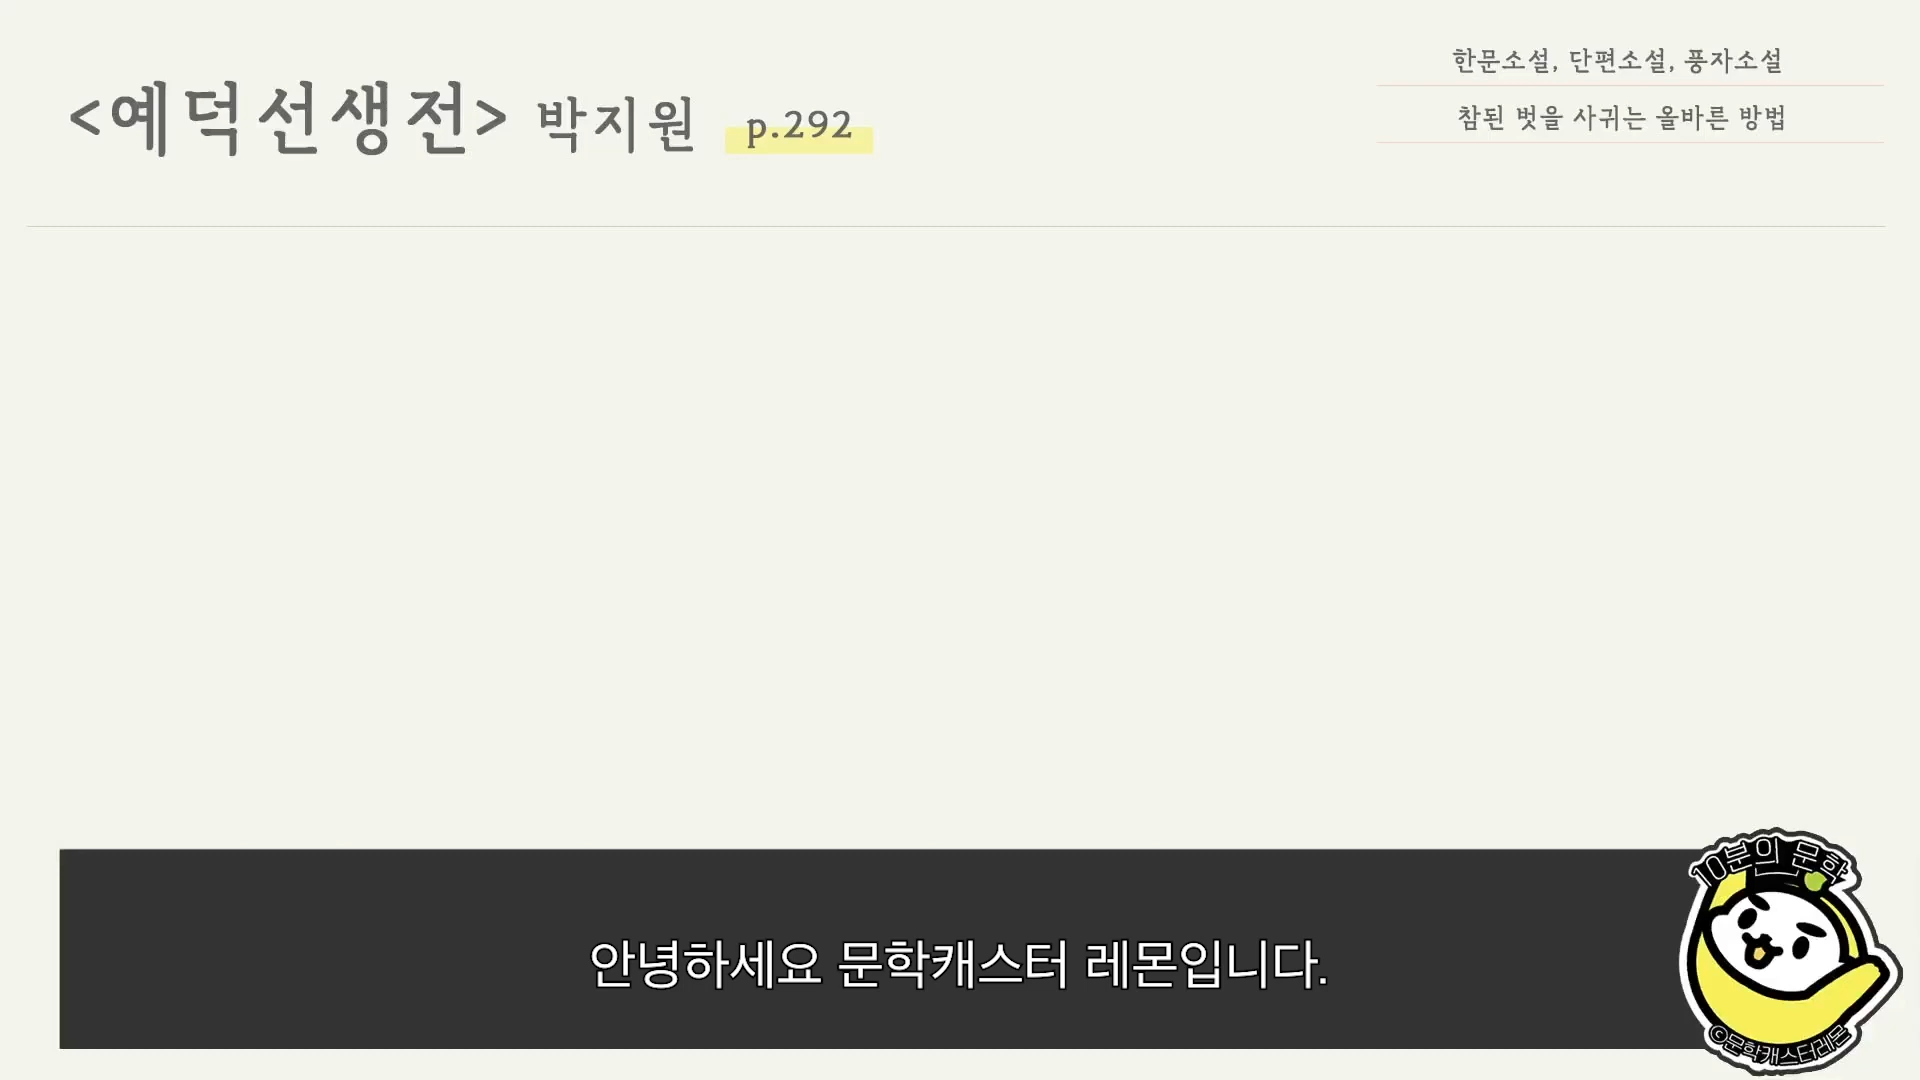 <예덕선생전> 박지원 p.292
한문소설, 단편소설, 풍자소설
참된 벗을 사귀는 올바른 방법
안녕하세요 문학캐스터 레몬입니다.
10분의 문학
©문학캐스터레몬